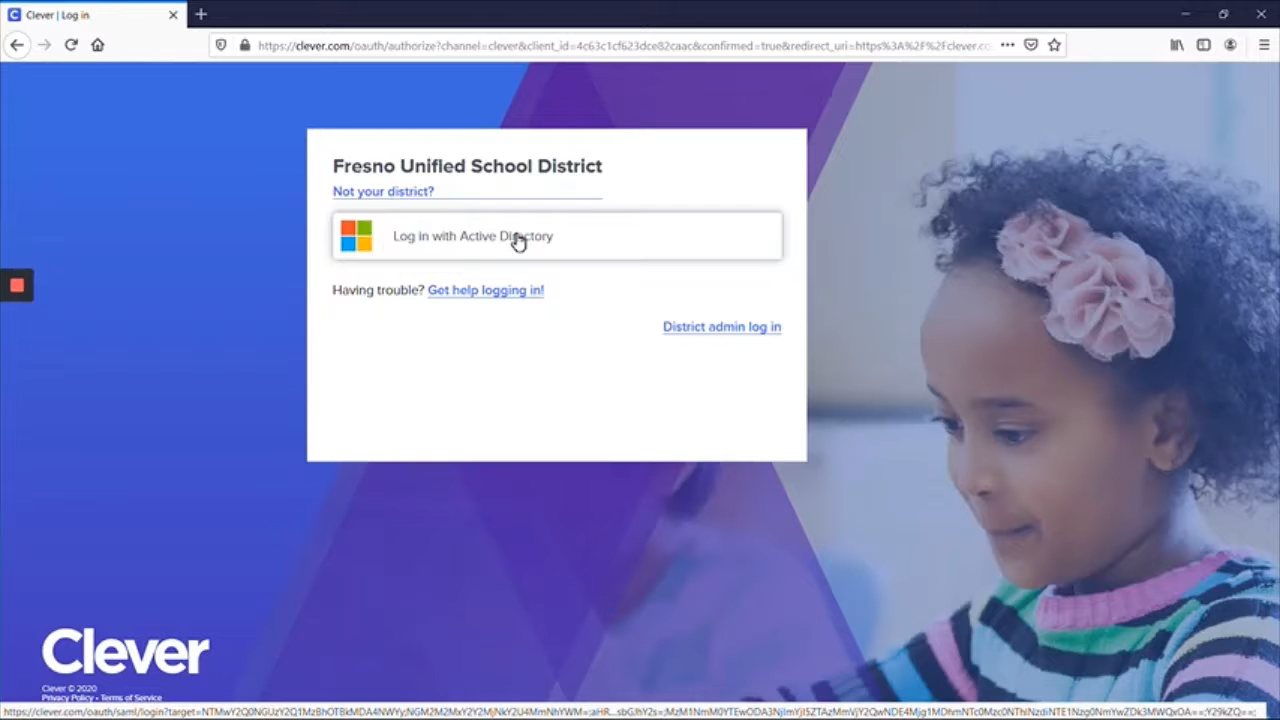 Clever | Log in
https://clever.com/oauth/authorize?channel=clever&client_id=4c63c1cf623dce82caac&confirmed=true&redirect_uri=https%3A%2F%2Fclever.co
Fresno Unified School District
Not your district?
Log in with Active Directory
Having trouble? Get help logging in!
District admin log in
Clever
Clever © 2020
Privacy Policy • Terms of Service